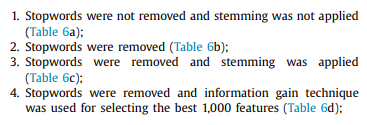 1. Stopwords were not removed and stemming was not applied
(Table 6a);
2. Stopwords were removed (Table 6b);
3. Stopwords were removed and stemming was applied
(Table 6c);
4. Stopwords were removed and information gain technique
was used for selecting the best 1,000 features (Table 6d);